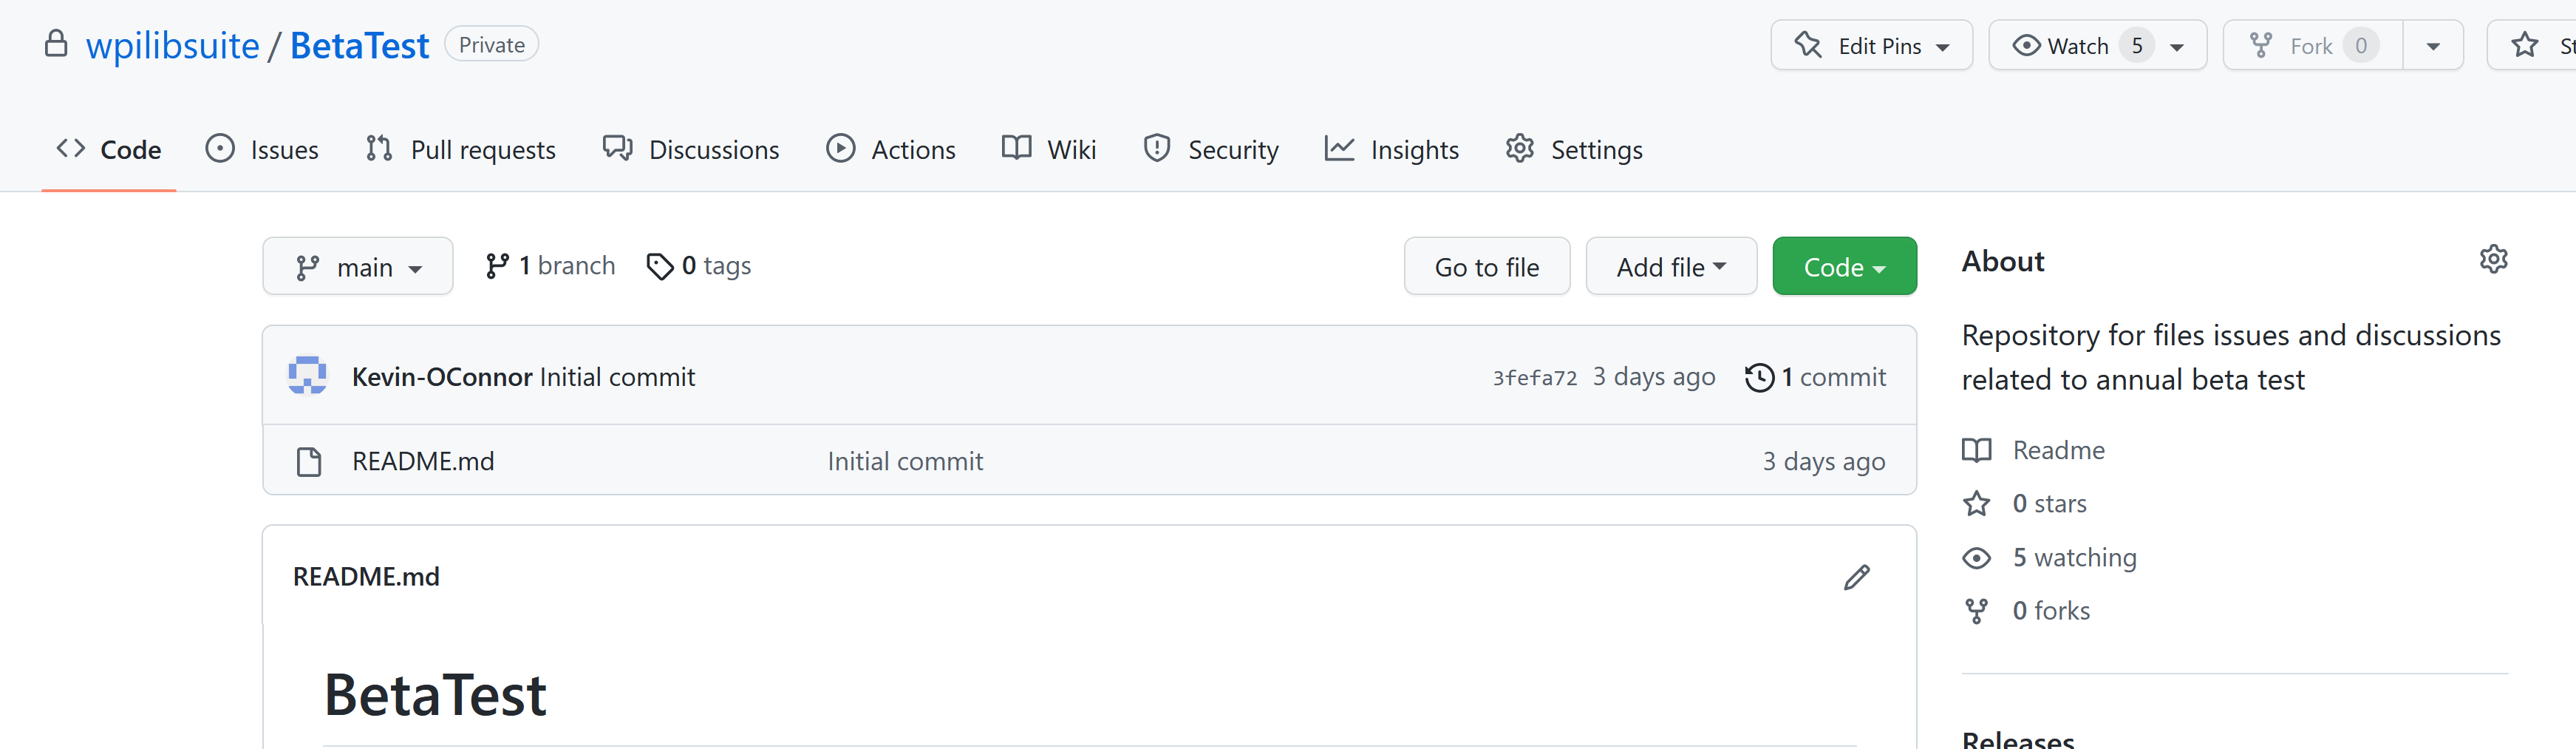 wpilibsuite / BetaTest Private Edit Pins Watch 5 Fork 0
Code Issues Pull requests Discussions Actions Wiki Security Insights Settings
main 1 branch 0 tags Go to file Add file Code
Kevin-OConnor Initial commit 3fefa72 3 days ago 1 commit
README.md Initial commit 3 days ago
README.md
BetaTest
About
Repository for files issues and discussions
related to annual beta test
Readme
0 stars
5 watching
0 forks
Releases